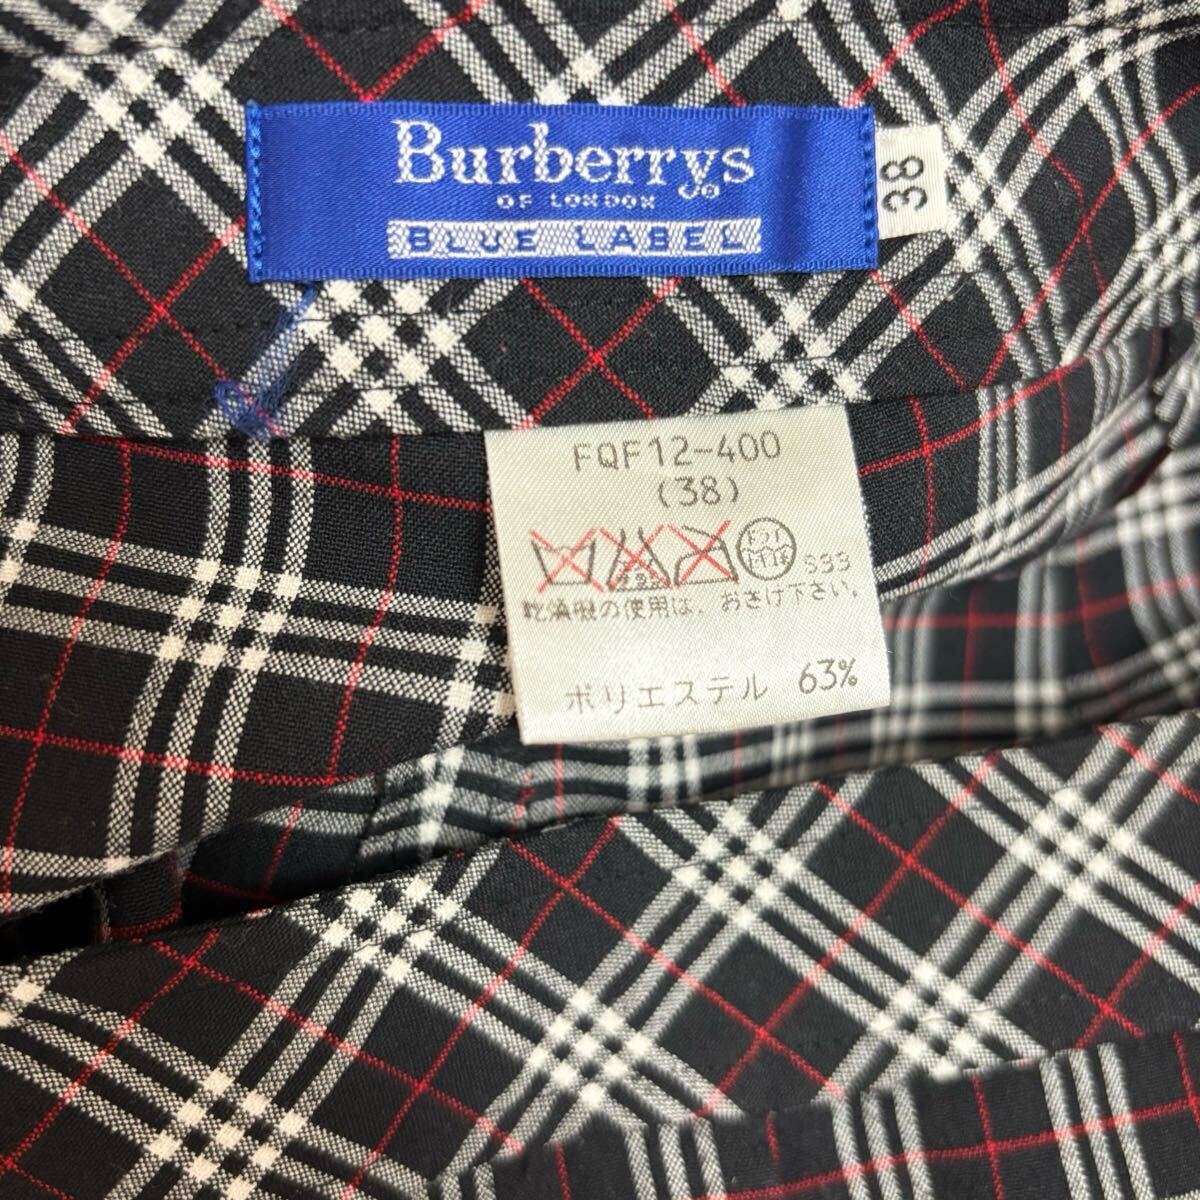 Burberrys
OF LONDON
BLUE LABEL
38
FQF12-400
(38)
S99
乾燥機の使用は、おさけ下さい。
ポリエステル 63%